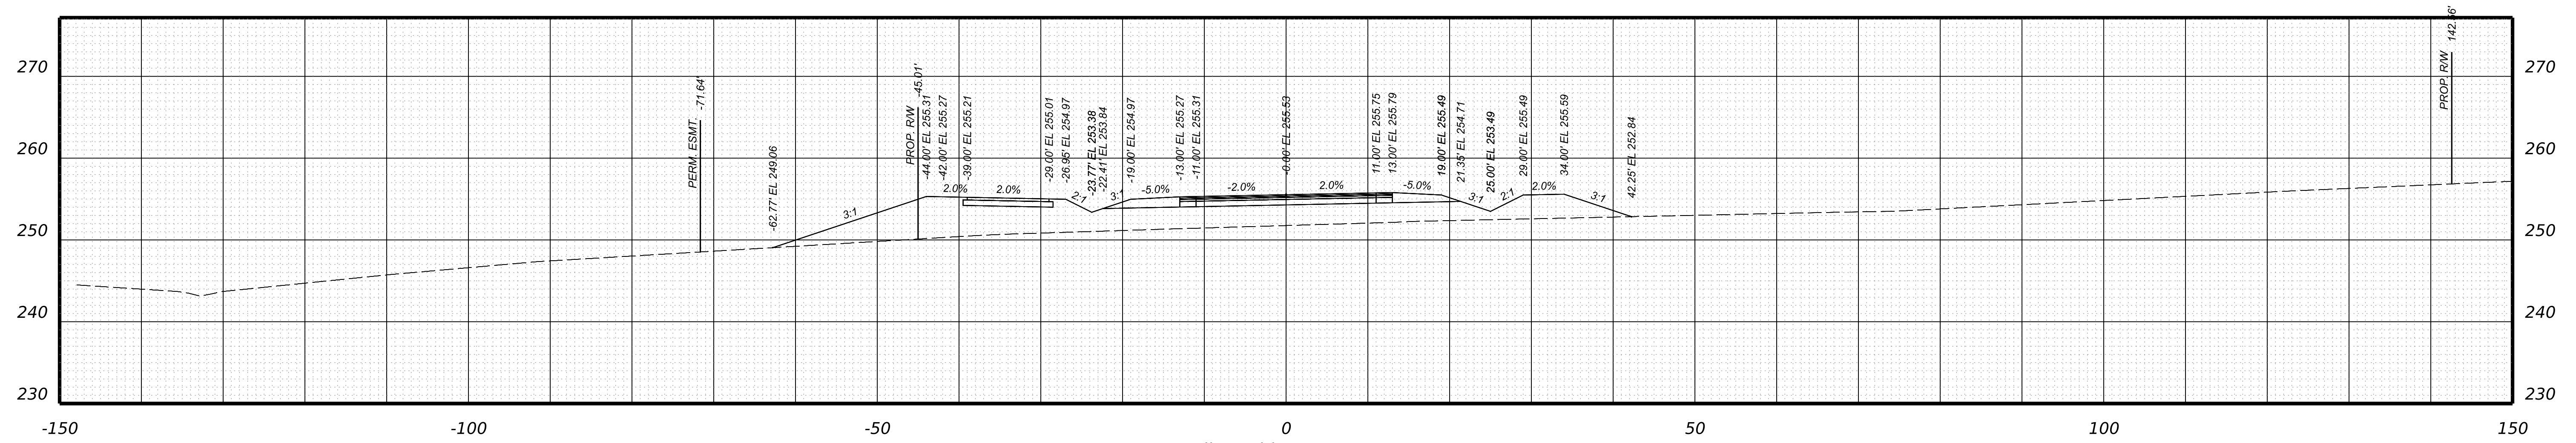 142.66'
270
270
PERM. ESMT. -71.64'
PROP. R/W -45.01'
PROP. R/W
260
260
-62.77' EL 249.06
-44.00' EL 255.31
-42.00' EL 255.27
-39.00' EL 255.21
-29.00' EL 255.01
-26.95' EL 254.97
-23.77' EL 253.38
-22.41' EL 253.84
-19.00' EL 254.97
-13.00' EL 255.27
-11.00' EL 255.31
-0.00' EL 255.53
11.00' EL 255.75
13.00' EL 255.79
19.00' EL 255.49
21.35' EL 254.71
25.00' EL 253.49
29.00' EL 255.49
34.00' EL 255.59
42.25' EL 252.84
3:1
2.0%
2.0%
2:1
3:1
-5.0%
-2.0%
2.0%
-5.0%
3:1
2:1
2.0%
3:1
250
250
240
240
230
230
-150
-100
-50
0
50
100
150